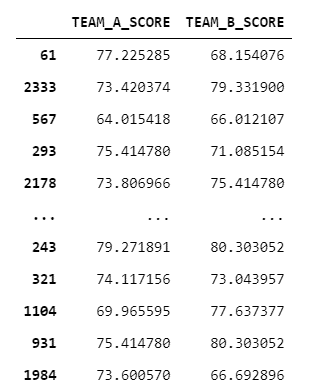 TEAM_A_SCORE TEAM_B_SCORE
61 77.225285 68.154076
2333 73.420374 79.331900
567 64.015418 66.012107
293 75.414780 71.085154
2178 73.806966 75.414780
... ... ...
243 79.271891 80.303052
321 74.117156 73.043957
1104 69.965595 77.637377
931 75.414780 80.303052
1984 73.600570 66.692896